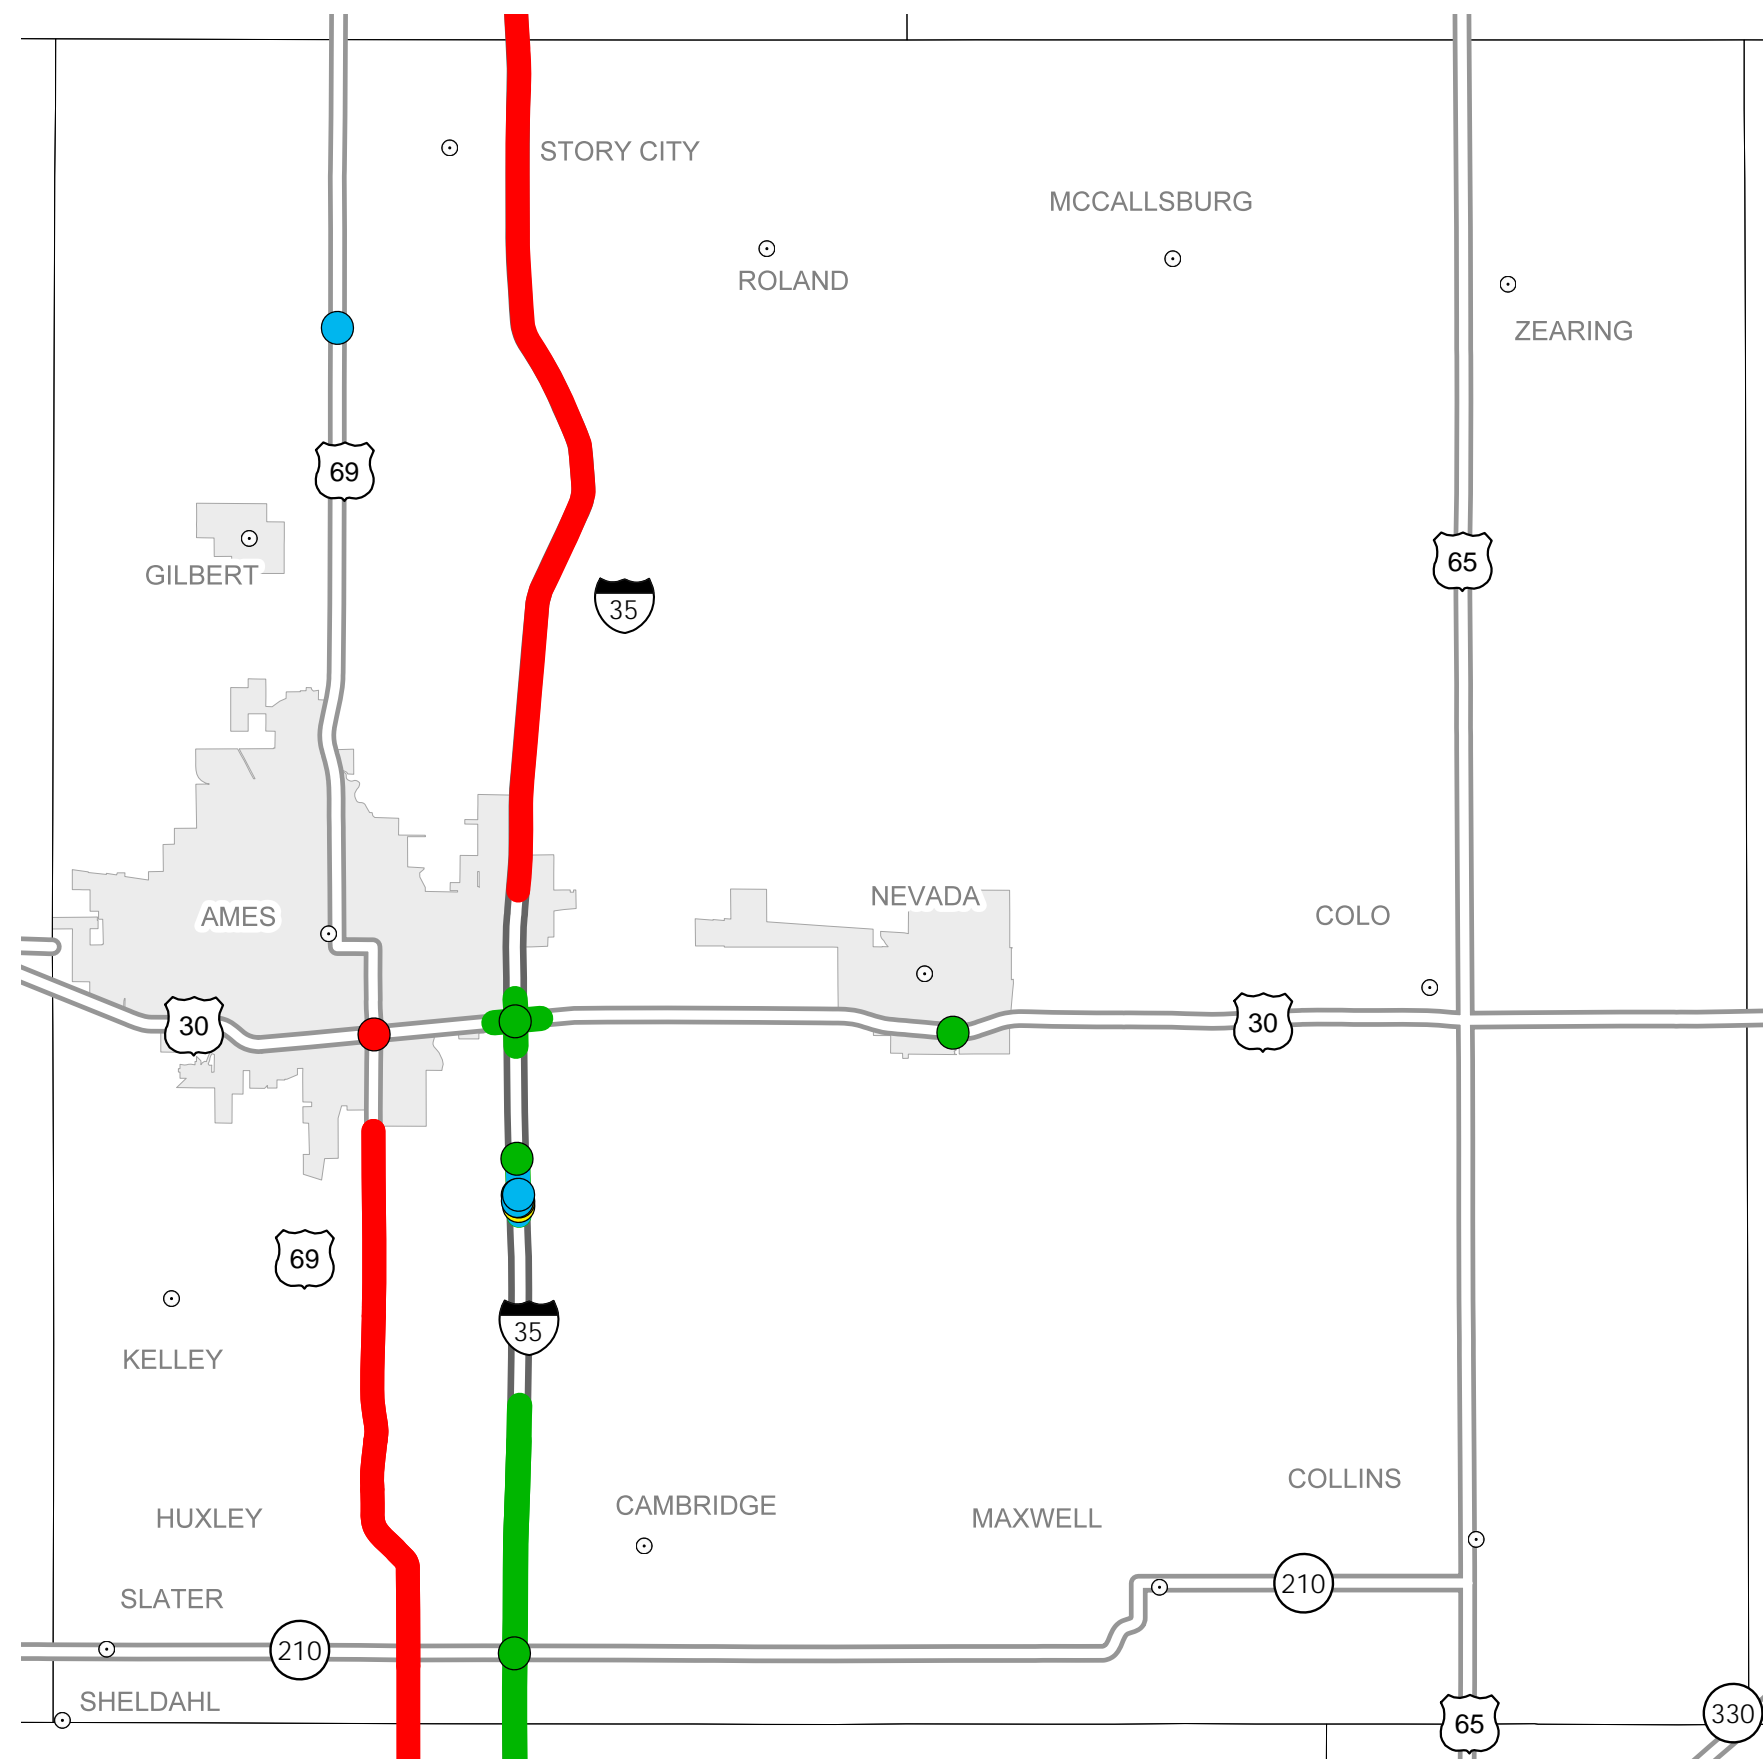 STORY CITY
MCCALLSBURG
ROLAND
ZEARING
69
65
GILBERT
35
NEVADA
AMES
COLO
30
30
69
35
KELLEY
COLLINS
CAMBRIDGE
HUXLEY
MAXWELL
210
SLATER
210
SHELDAHL
330
65